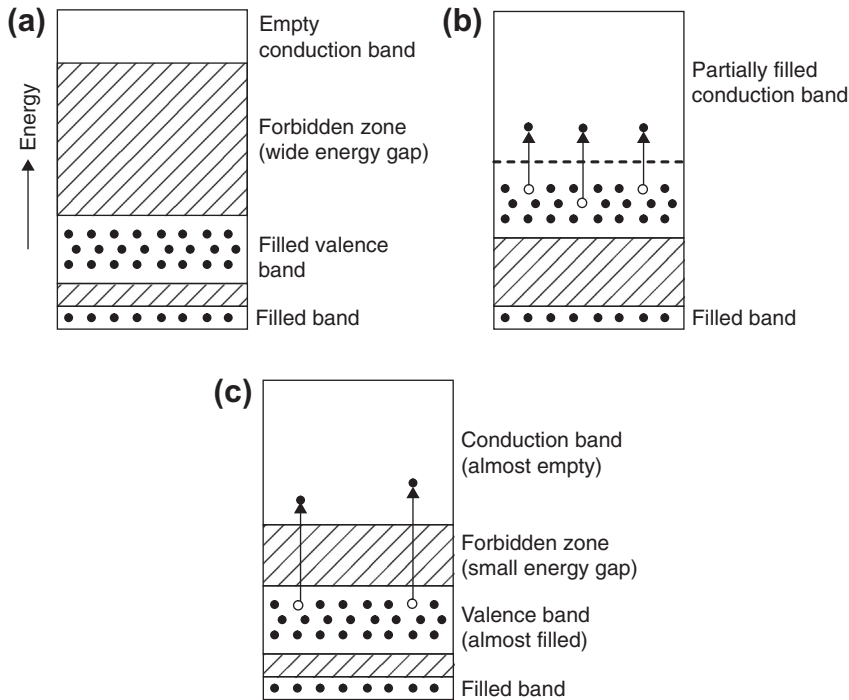 (a)
Empty
conduction band
Energy
Forbidden zone
(wide energy gap)
Filled valence
band
Filled band
(b)
Partially filled
conduction band
Filled band
(c)
Conduction band
(almost empty)
Forbidden zone
(small energy gap)
Valence band
(almost filled)
Filled band